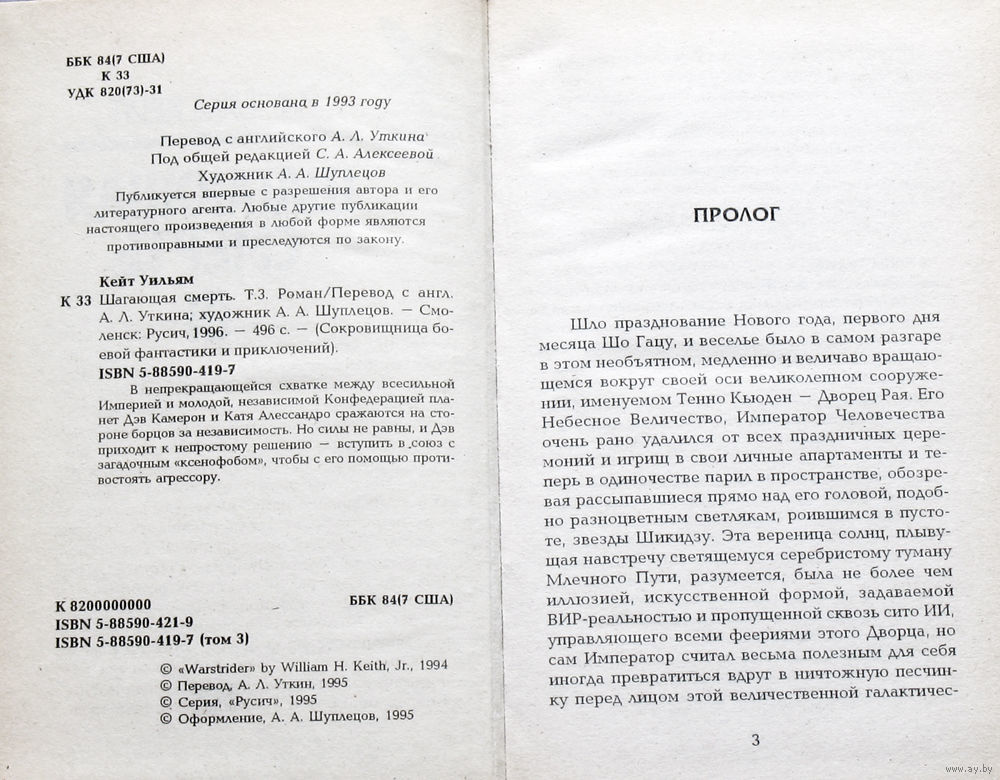 ББК 84(7 США)
К 33
УДК 820(73)-31
Серия основана в 1993 году
Перевод с английского А. Л. Уткина
Под общей редакцией С. А. Алексеевой
Художник А. А. Шуплецов
Публикуется впервые с разрешения автора и его
литературного агента. Любые другие публикации
настоящего произведения в любой форме являются
противоправными и преследуются по закону.
Кейт Уильям
К 33 Шагающая смерть. Т.3. Роман/Перевод с англ.
А. Л. Уткина; художник А. А. Шуплецов. — Смо-
ленск: Русич, 1996. — 496 с. — (Сокровищница бо-
евой фантастики и приключений).
ISBN 5-88590-419-7
В непрекращающейся схватке между всесильной
Империей и молодой, независимой Конфедерацией пла-
нет Дэв Камерон и Катя Алессандро сражаются на сто-
роне борцов за независимость. Но силы не равны, и Дэв
приходит к непростому решению — вступить в союз с
загадочным «ксенофобом», чтобы с его помощью проти-
востоять агрессору.
К 8200000000 ББК 84(7 США)
ISBN 5-88590-421-9
ISBN 5-88590-419-7 (том 3)
© «Warstrider» by William H. Keith, Jr., 1994
© Перевод, А. Л. Уткин, 1995
© Серия, «Русич», 1995
© Оформление, А. А. Шуплецов, 1995
ПРОЛОГ
Шло празднование Нового года, первого дня
месяца Шо Гацу, и веселье было в самом разгаре
в этом необъятном, медленно и величаво вращаю-
щемся вокруг своей оси великолепном сооруже-
нии, именуемом Тенно Кьюден — Дворец Рая. Его
Небесное Величество, Император Человечества
очень рано удалился от всех праздничных цере-
моний и игрищ в свои личные апартаменты и те-
перь в одиночестве парил в пространстве, обозре-
вая рассыпавшиеся прямо над его головой, подоб-
но разноцветным светлякам, роившимся в пусто-
те, звезды Шикидзу. Эта вереница солнц, плыву-
щая навстречу светящемуся серебристому туману
Млечного Пути, разумеется, была не более чем
иллюзией, искусственной формой, задаваемой
ВИР-реальностью и пропущенной сквозь сито ИИ,
управляющего всеми феериями этого Дворца, но
сам Император считал весьма полезным для себя
иногда превратиться вдруг в ничтожную песчин-
ку перед лицом этой величественной галактичес-
3
www.ay.by